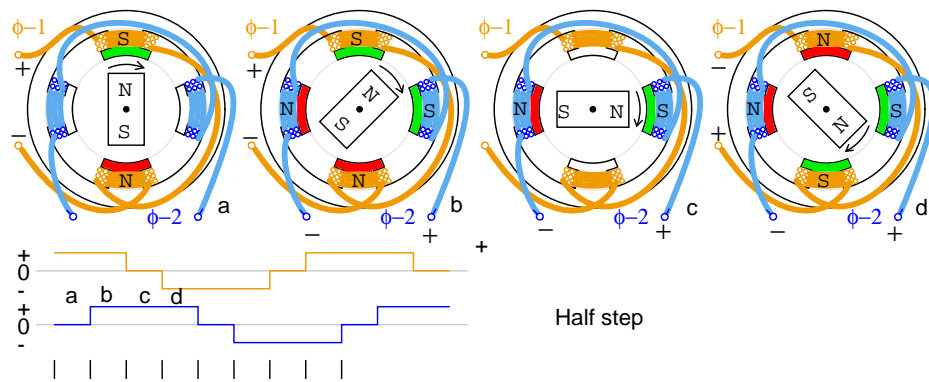 ϕ-1 S ϕ-1 S ϕ-1 ϕ-1 N
+ + −
N N N N S S N S N S
S S N
− N − N + S
a b c d
ϕ-2 ϕ-2 ϕ-2 ϕ-2
− + − + − +
+ +
0
- a b c d
+
0 Half step
-